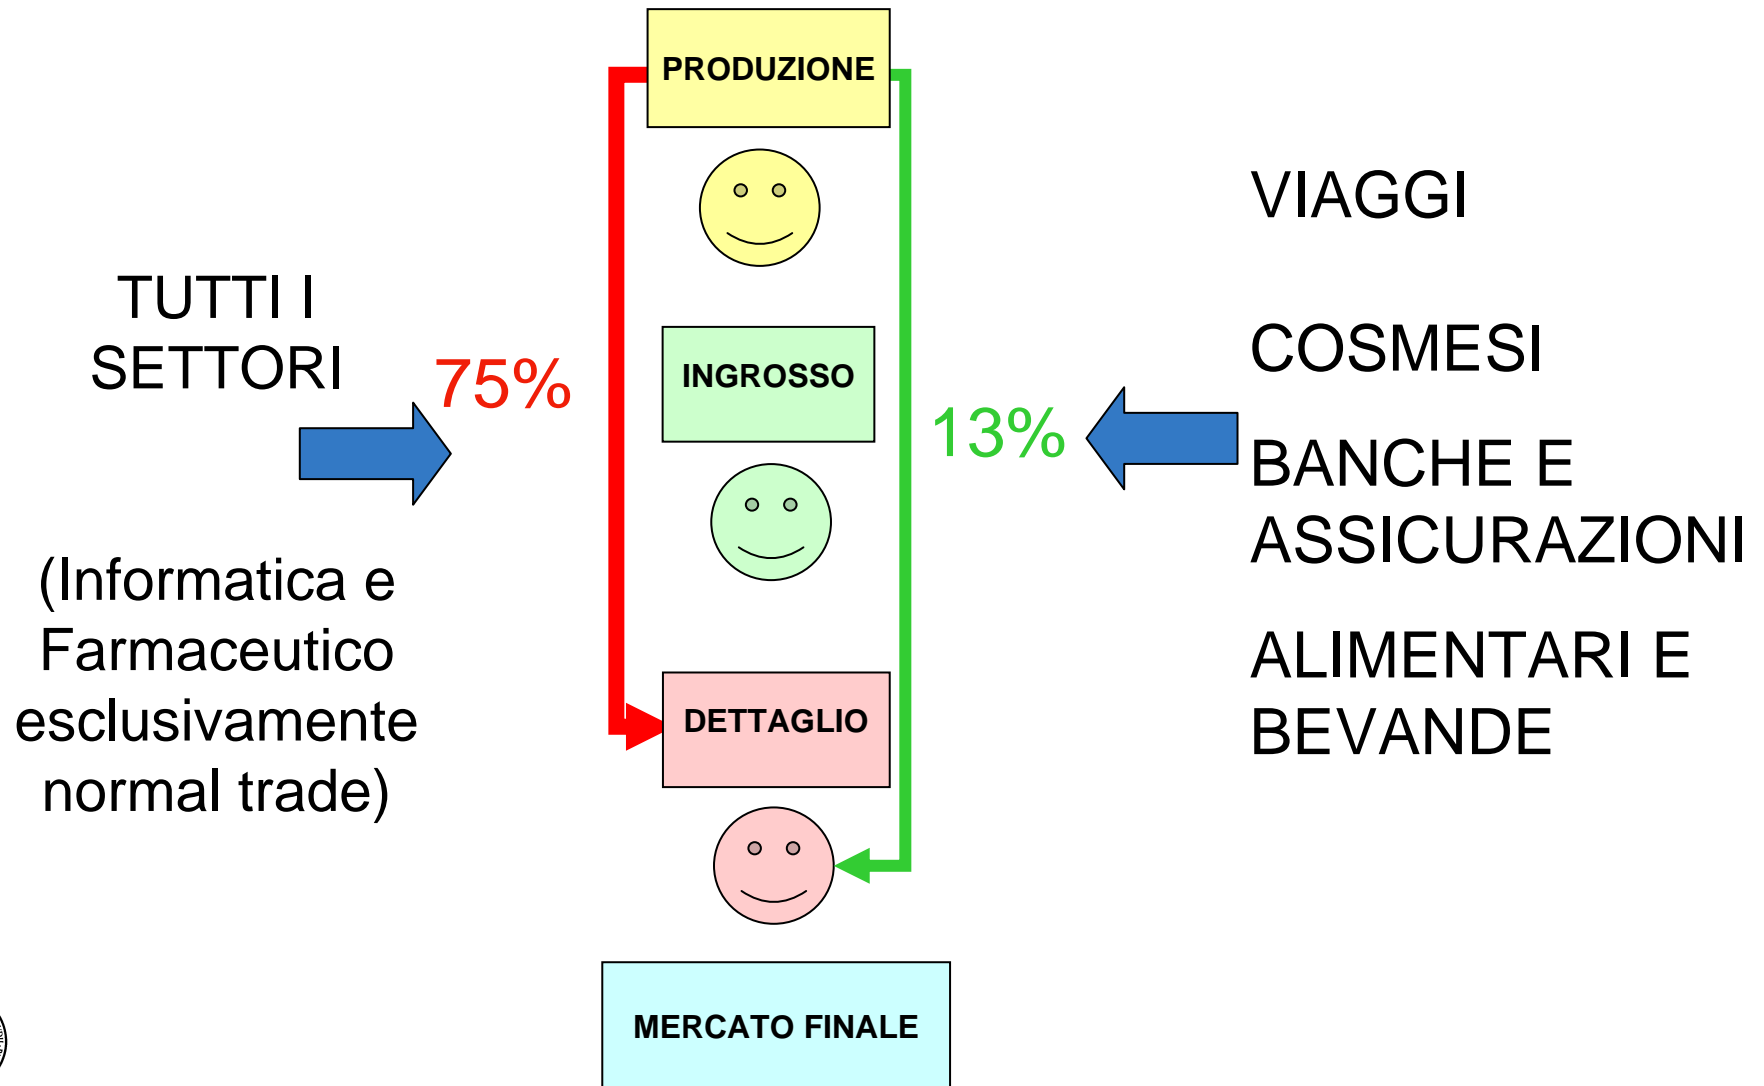 PRODUZIONE
TUTTI I
SETTORI
75%
(Informatica e
Farmaceutico
esclusivamente
normal trade)
INGROSSO
13%
DETTAGLIO
MERCATO FINALE
VIAGGI
COSMESI
BANCHE E
ASSICURAZIONI
ALIMENTARI E
BEVANDE